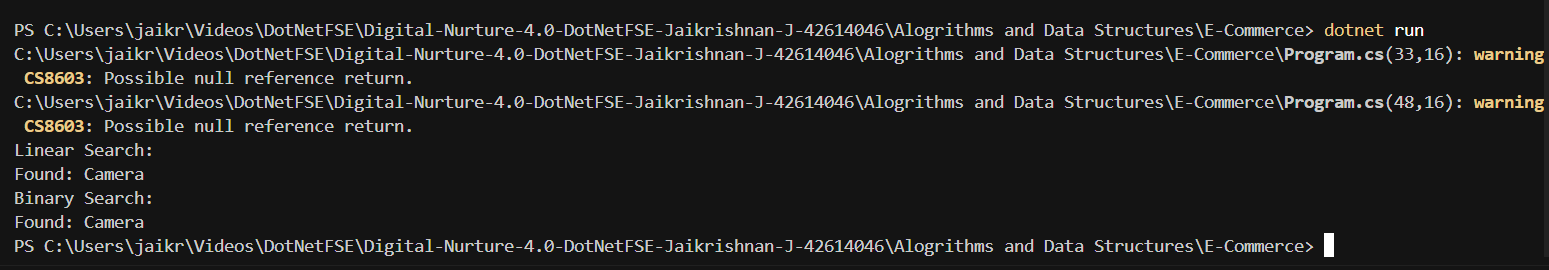 PS C:\Users\jaikr\Videos\DotNetFSE\Digital-Nurture-4.0-DotNetFSE-Jaikrishnan-J-42614046\Alogrithms and Data Structures\E-Commerce> dotnet run
C:\Users\jaikr\Videos\DotNetFSE\Digital-Nurture-4.0-DotNetFSE-Jaikrishnan-J-42614046\Alogrithms and Data Structures\E-Commerce\Program.cs(33,16): warning
CS8603: Possible null reference return.
C:\Users\jaikr\Videos\DotNetFSE\Digital-Nurture-4.0-DotNetFSE-Jaikrishnan-J-42614046\Alogrithms and Data Structures\E-Commerce\Program.cs(48,16): warning
CS8603: Possible null reference return.
Linear Search:
Found: Camera
Binary Search:
Found: Camera
PS C:\Users\jaikr\Videos\DotNetFSE\Digital-Nurture-4.0-DotNetFSE-Jaikrishnan-J-42614046\Alogrithms and Data Structures\E-Commerce>